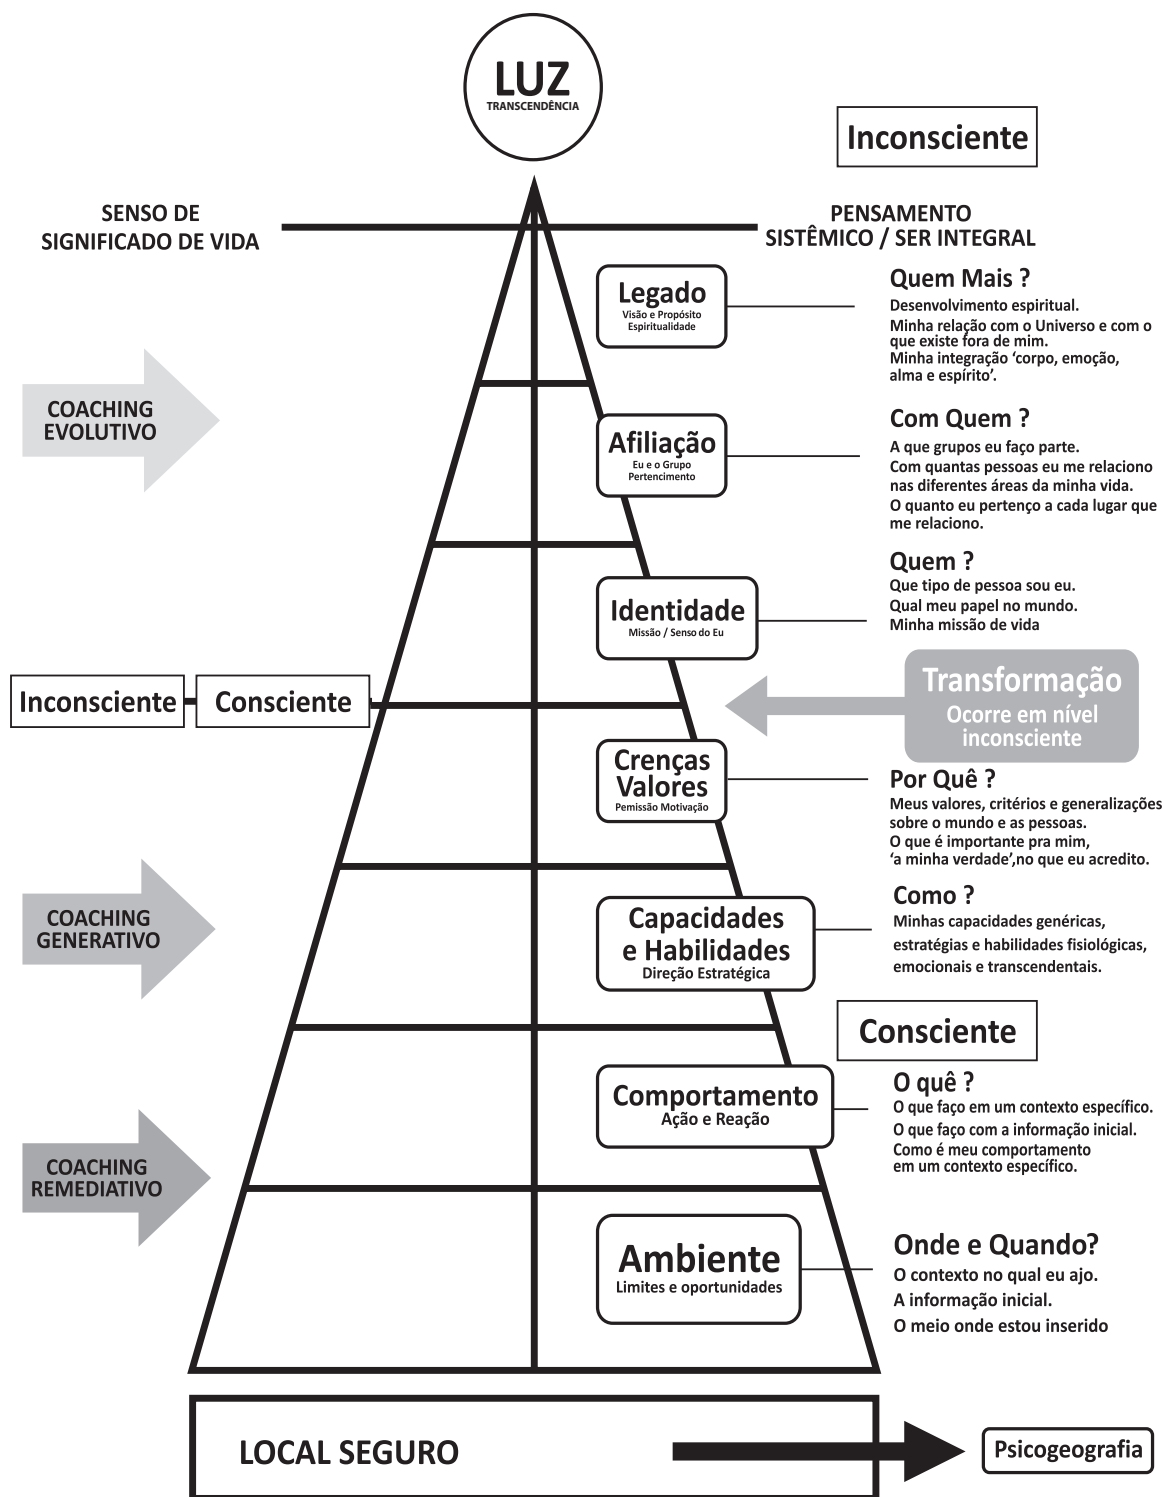 LUZ
TRANSCENDÊNCIA
Inconsciente
SENSO DE
SIGNIFICADO DE VIDA
PENSAMENTO
SISTÊMICO / SER INTEGRAL
Legado
Visão e Propósito
Espiritualidade
Quem Mais ?
Desenvolvimento espiritual.
Minha relação com o Universo e com o
que existe fora de mim.
Minha integração ‘corpo, emoção,
alma e espírito’.
COACHING
EVOLUTIVO
Afiliação
Eu e o Grupo
Pertencimento
Com Quem ?
A que grupos eu faço parte.
Com quantas pessoas eu me relaciono
nas diferentes áreas da minha vida.
O quanto eu pertenço a cada lugar que
me relaciono.
Identidade
Missão / Senso do Eu
Quem ?
Que tipo de pessoa sou eu.
Qual meu papel no mundo.
Minha missão de vida
Inconsciente
Consciente
Transformação
Ocorre em nível
inconsciente
Crenças
Valores
Pemissão Motivação
Por Quê ?
Meus valores, critérios e generalizações
sobre o mundo e as pessoas.
O que é importante pra mim,
‘a minha verdade’,no que eu acredito.
COACHING
GENERATIVO
Capacidades
e Habilidades
Direção Estratégica
Como ?
Minhas capacidades genéricas,
estratégias e habilidades fisiológicas,
emocionais e transcendentais.
Consciente
Comportamento
Ação e Reação
O quê ?
O que faço em um contexto específico.
O que faço com a informação inicial.
Como é meu comportamento
em um contexto específico.
COACHING
REMEDIATIVO
Ambiente
Limites e oportunidades
Onde e Quando?
O contexto no qual eu ajo.
A informação inicial.
O meio onde estou inserido
LOCAL SEGURO
Psicogeografia